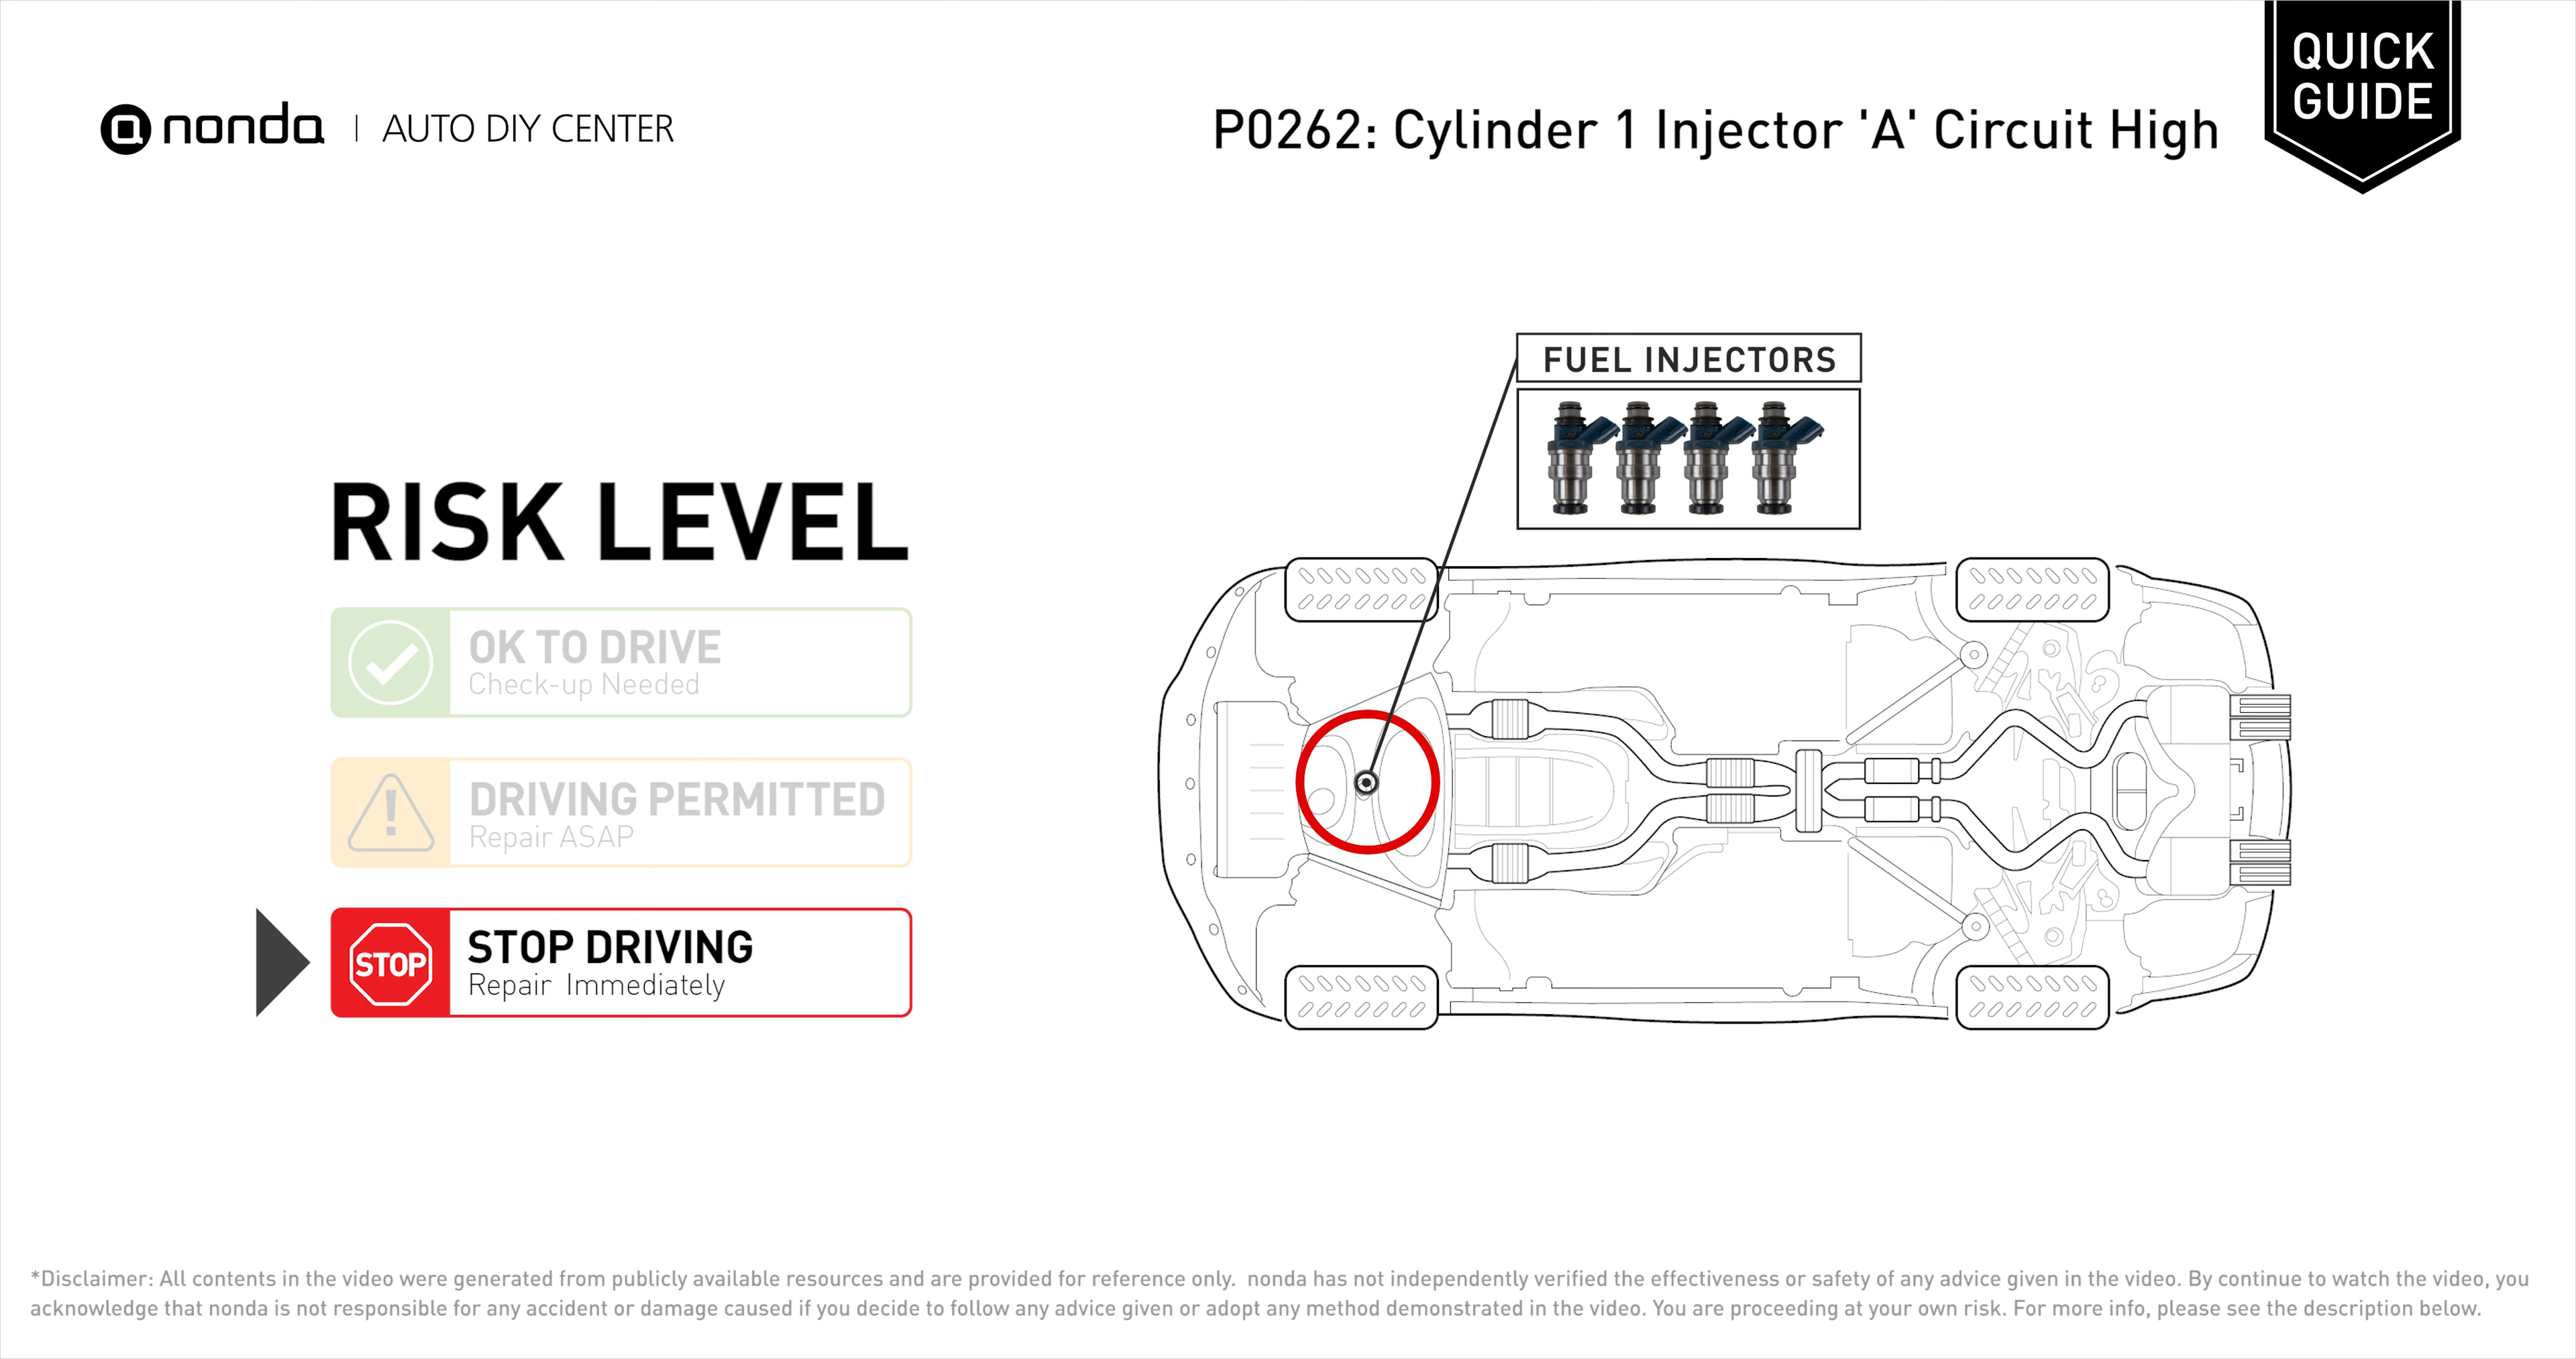 nonda | AUTO DIY CENTER
P0262: Cylinder 1 Injector 'A' Circuit High
QUICK
GUIDE
FUEL INJECTORS
RISK LEVEL
OK TO DRIVE
Check-up Needed
DRIVING PERMITTED
Repair ASAP
STOP
STOP DRIVING
Repair Immediately
*Disclaimer: All contents in the video were generated from publicly available resources and are provided for reference only. nonda has not independently verified the effectiveness or safety of any advice given in the video. By continue to watch the video, you
acknowledge that nonda is not responsible for any accident or damage caused if you decide to follow any advice given or adopt any method demonstrated in the video. You are proceeding at your own risk. For more info, please see the description below.